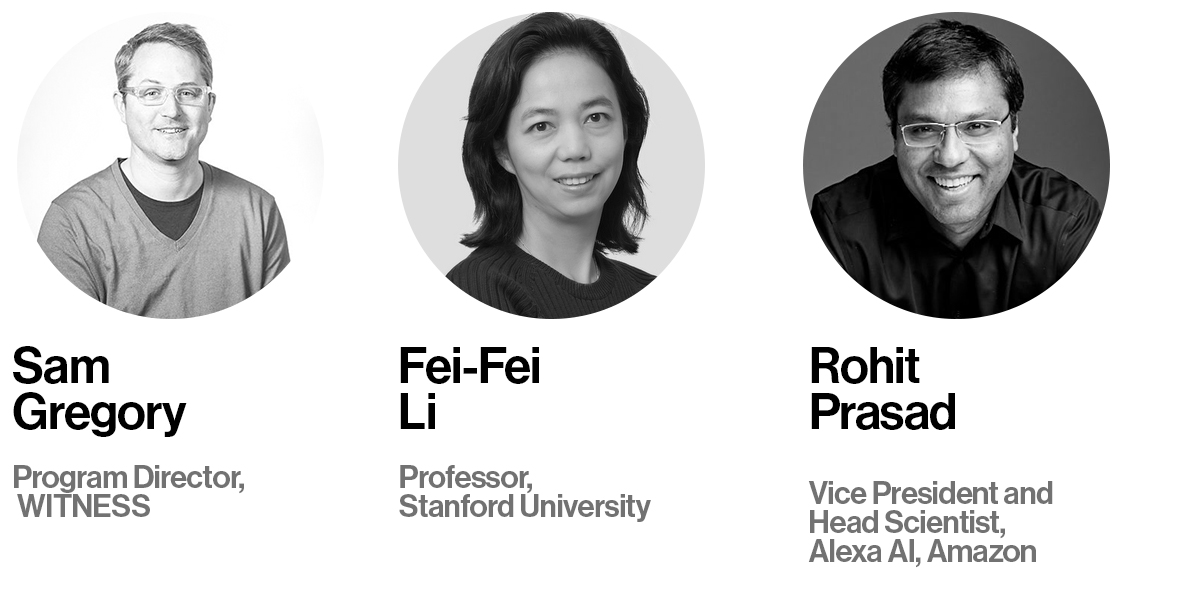 Sam
Gregory
Program Director,
WITNESS
Fei-Fei
Li
Professor,
Stanford University
Rohit
Prasad
Vice President and
Head Scientist,
Alexa AI, Amazon